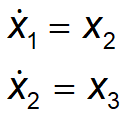 ẋ₁ = x₂
ẋ₂ = x₃